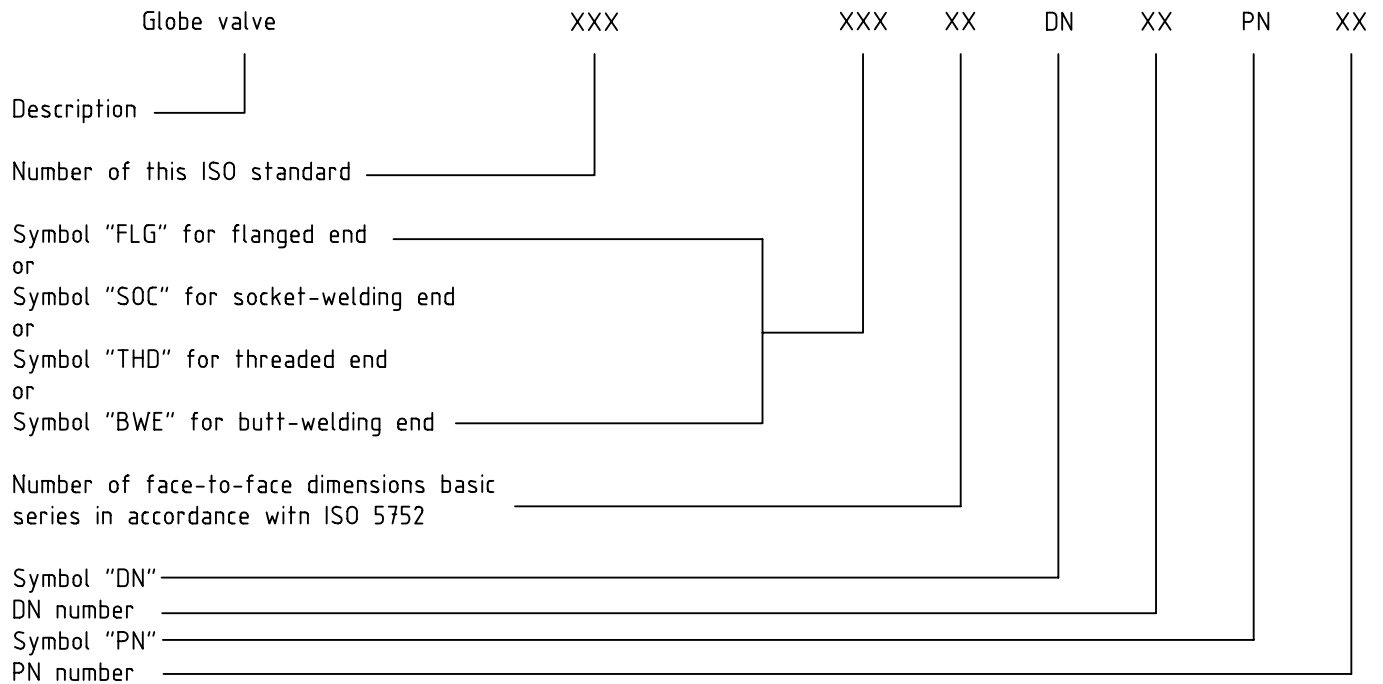 Globe valve XXX XXX XX DN XX PN XX
Description
Number of this ISO standard
Symbol "FLG" for flanged end
or
Symbol "SOC" for socket-welding end
or
Symbol "THD" for threaded end
or
Symbol "BWE" for butt-welding end
Number of face-to-face dimensions basic
series in accordance witn ISO 5752
Symbol "DN"
DN number
Symbol "PN"
PN number